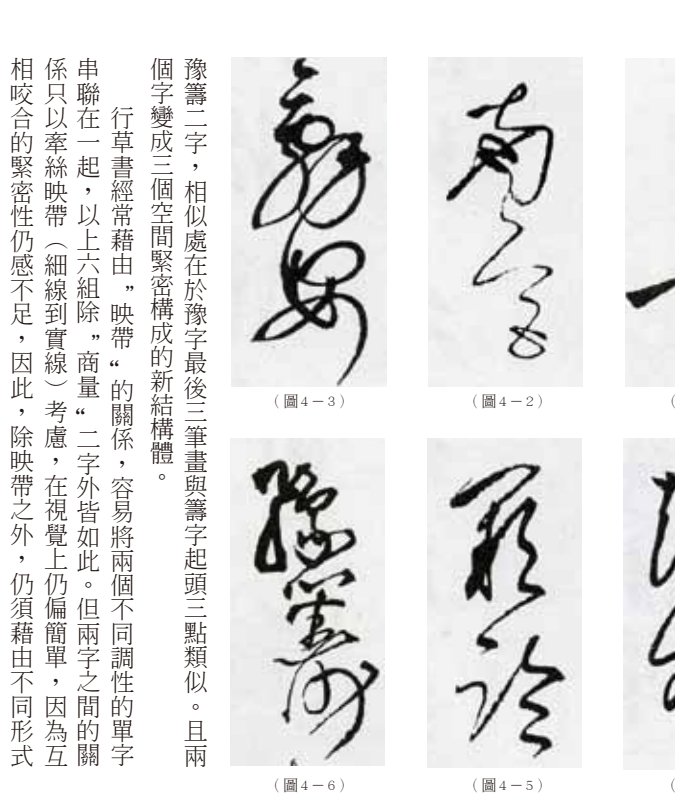 （圖4－3）
（圖4－2）
（
豫籌
（圖4－6）
（圖4－5）
（
豫籌二字，相似處在於豫字最後三筆畫與籌字起頭三點類似。且兩
個字變成三個空間緊密構成的新結構體。
行草書經常藉由”映帶“的關係，容易將兩個不同調性的單字
串聯在一起，以上六組除”商量“二字外皆如此。但兩字之間的關
係只以牽絲映帶（細線到實線）考慮，在視覺上仍偏簡單，因為互
相咬合的緊密性仍感不足，因此，除映帶之外，仍須藉由不同形式